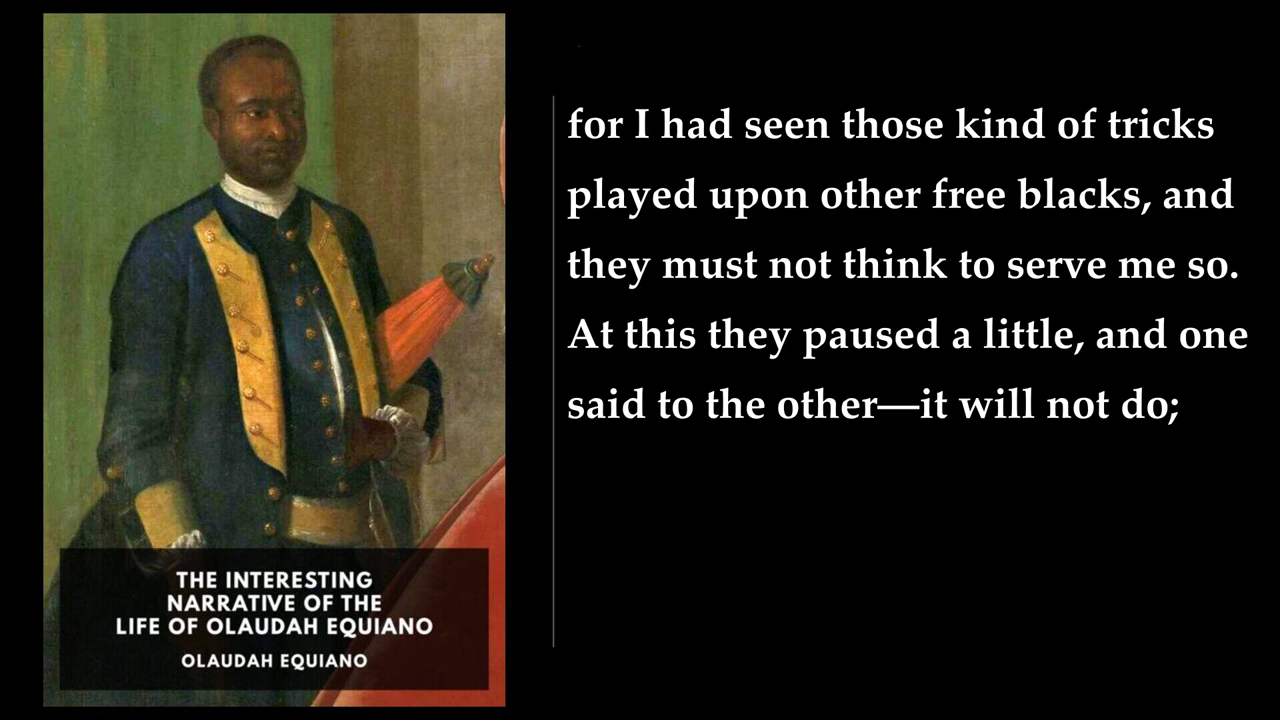 for I had seen those kind of tricks
played upon other free blacks, and
they must not think to serve me so.
At this they paused a little, and one
said to the other—it will not do;
THE INTERESTING
NARRATIVE OF THE
LIFE OF OLAUDAH EQUIANO
OLAUDAH EQUIANO